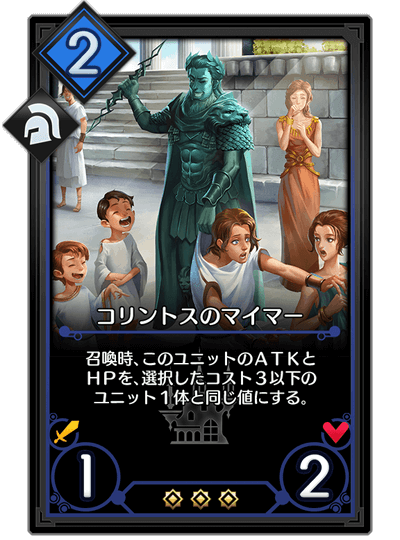 2
コリントスのマイマー
召喚時、このユニットのＡＴＫと
ＨＰを、選択したコスト３以下の
ユニット１体と同じ値にする。
1
2